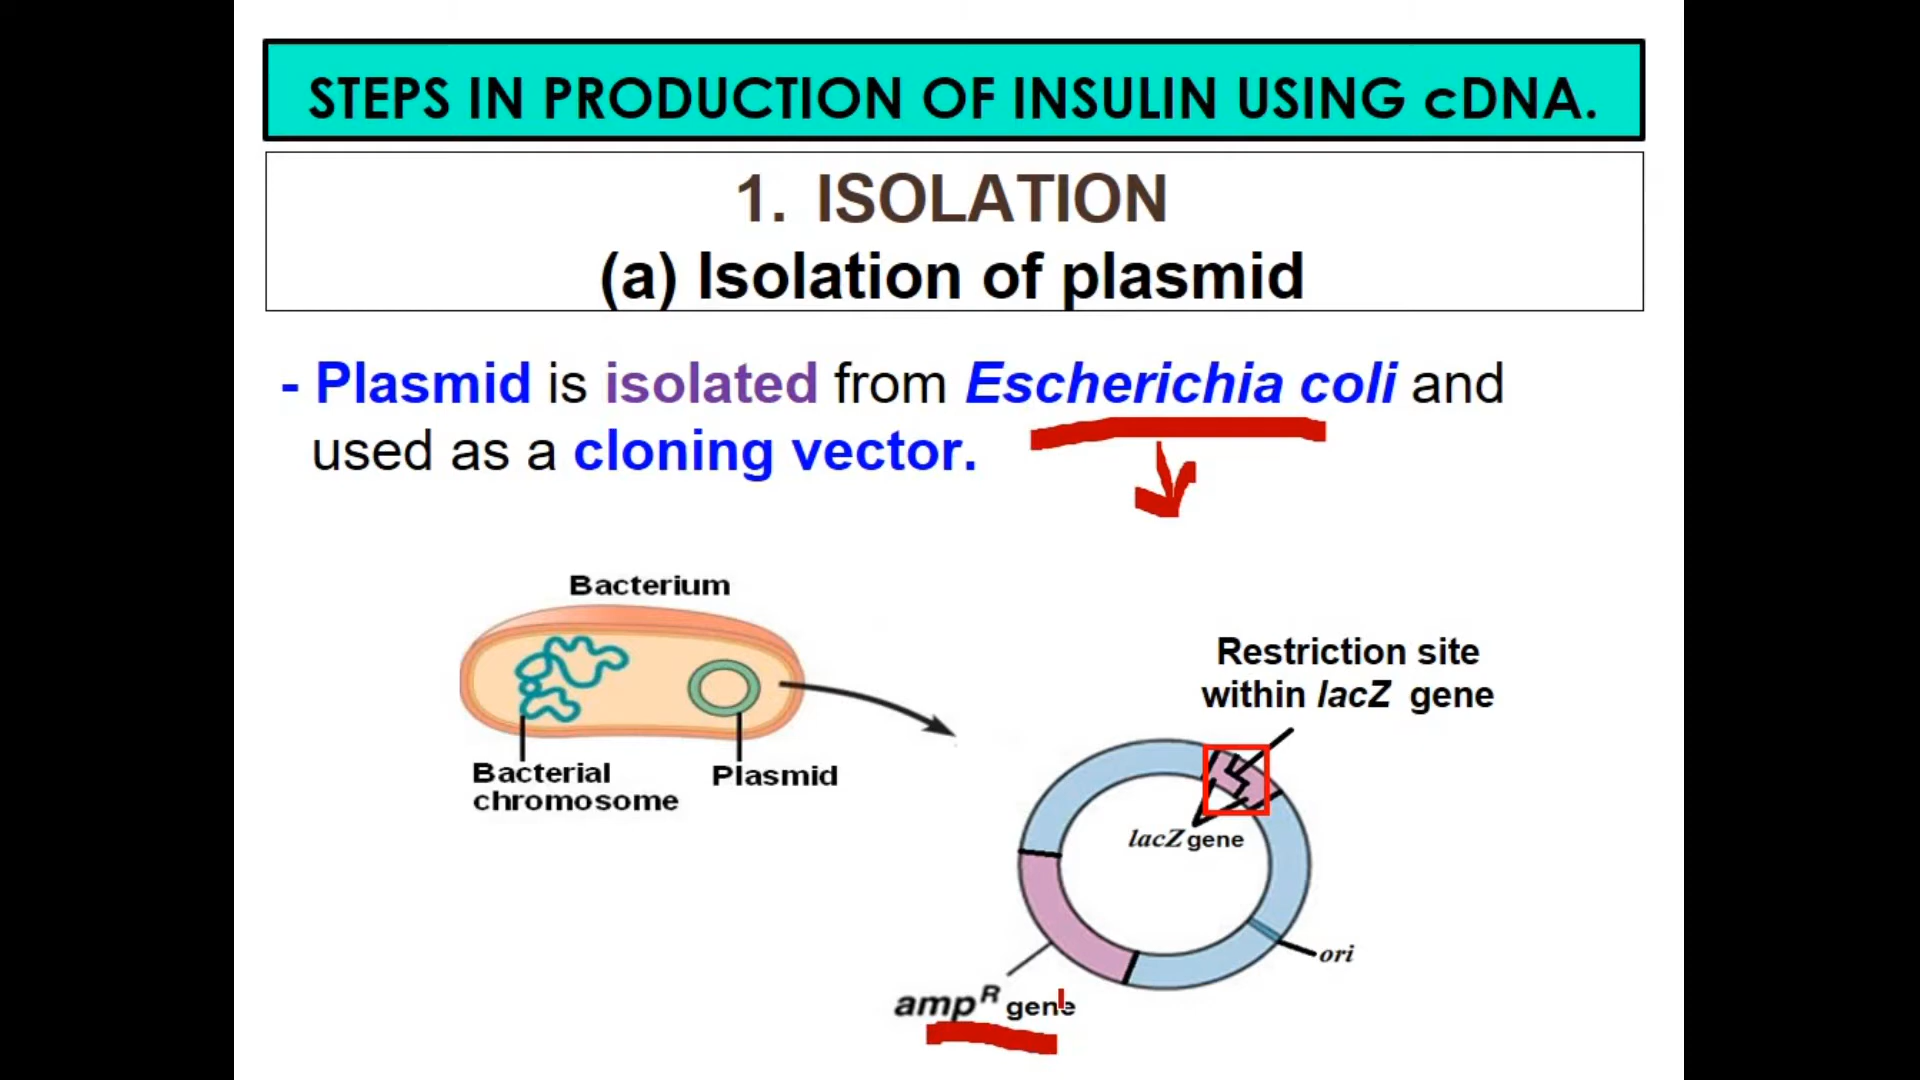 STEPS IN PRODUCTION OF INSULIN USING cDNA.
1. ISOLATION
(a) Isolation of plasmid
- Plasmid is isolated from Escherichia coli and
used as a cloning vector.
Bacterium
Bacterial
chromosome
Plasmid
Restriction site
within lacZ gene
lacZ gene
ori
amp^R gene